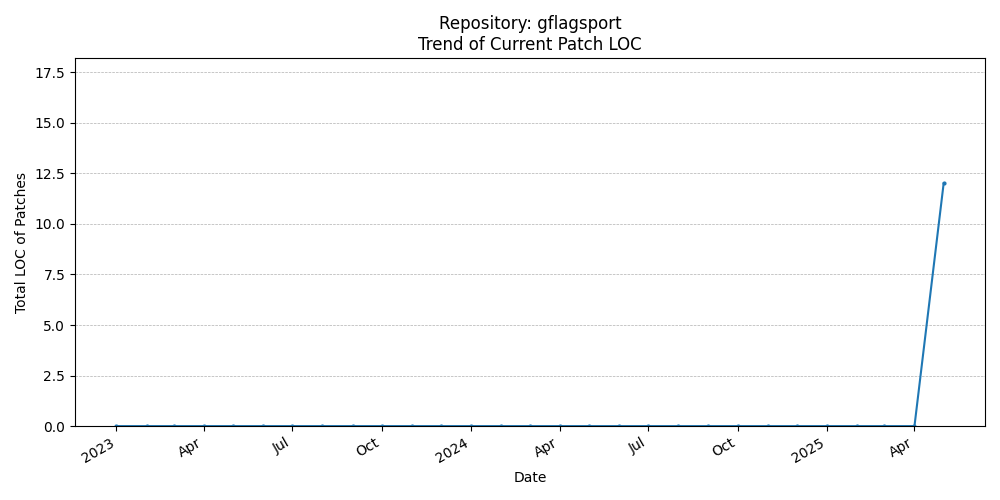 Repository: gflagsport
Trend of Current Patch LOC
17.5
15.0
12.5
10.0
7.5
5.0
2.5
0.0
Total LOC of Patches
2023
Apr
Jul
Oct
2024
Apr
Jul
Oct
2025
Apr
Date